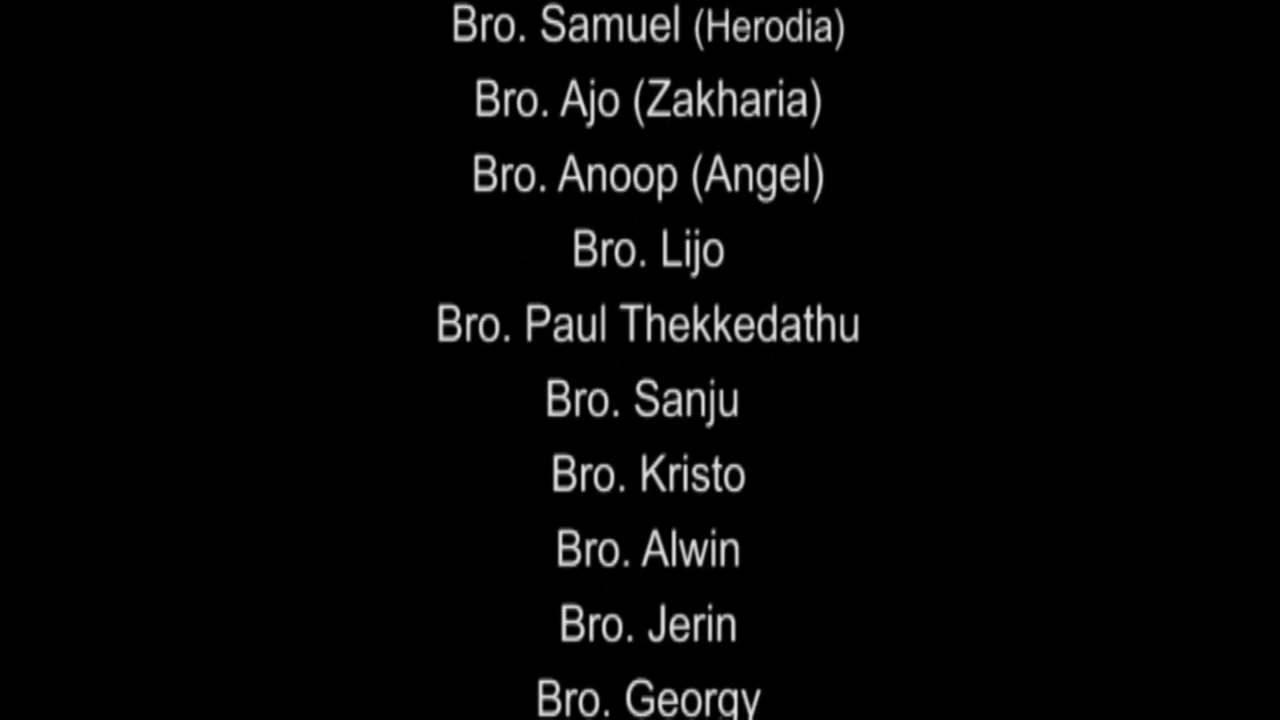 Bro. Samuel (Herodia)
Bro. Ajo (Zakharia)
Bro. Anoop (Angel)
Bro. Lijo
Bro. Paul Thekkedathu
Bro. Sanju
Bro. Kristo
Bro. Alwin
Bro. Jerin
Bro. Georgy